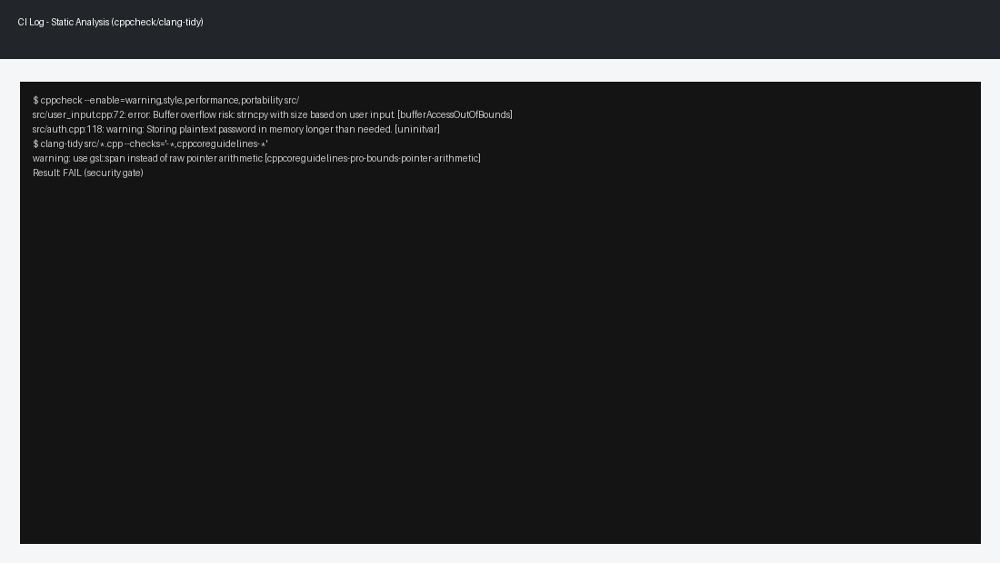 CI Log - Static Analysis (cppcheck/clang-tidy)
$ cppcheck --enable=warning,style,performance,portability src/
src/user_input.cpp:72: error: Buffer overflow risk: strncpy with size based on user input. [bufferAccessOutOfBounds]
src/auth.cpp:118: warning: Storing plaintext password in memory longer than needed. [uninitvar]
$ clang-tidy src/*.cpp --checks='-*,cppcoreguidelines-*'
warning: use gsl::span instead of raw pointer arithmetic [cppcoreguidelines-pro-bounds-pointer-arithmetic]
Result: FAIL (security gate)